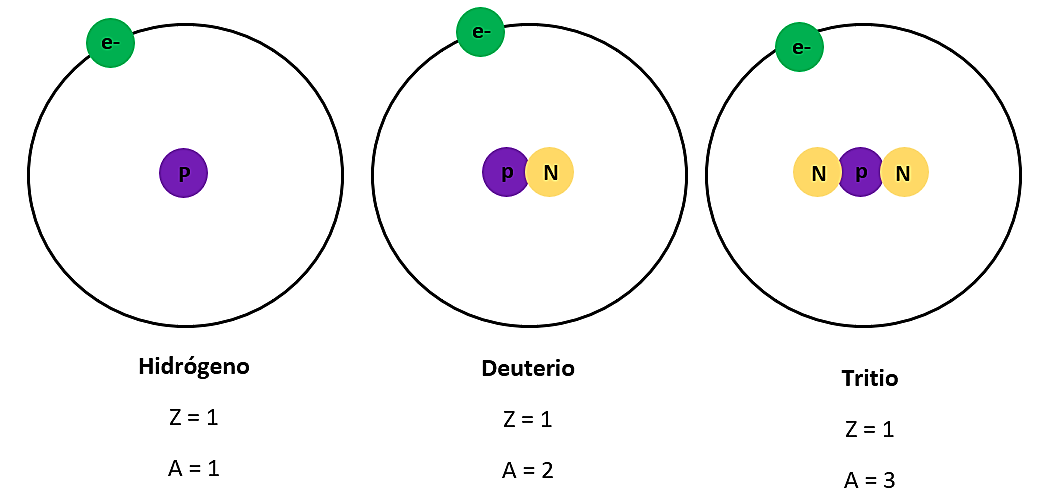 e-
p
Hidrógeno
Z = 1
A = 1
e-
p N
Deuterio
Z = 1
A = 2
e-
N p N
Tritio
Z = 1
A = 3